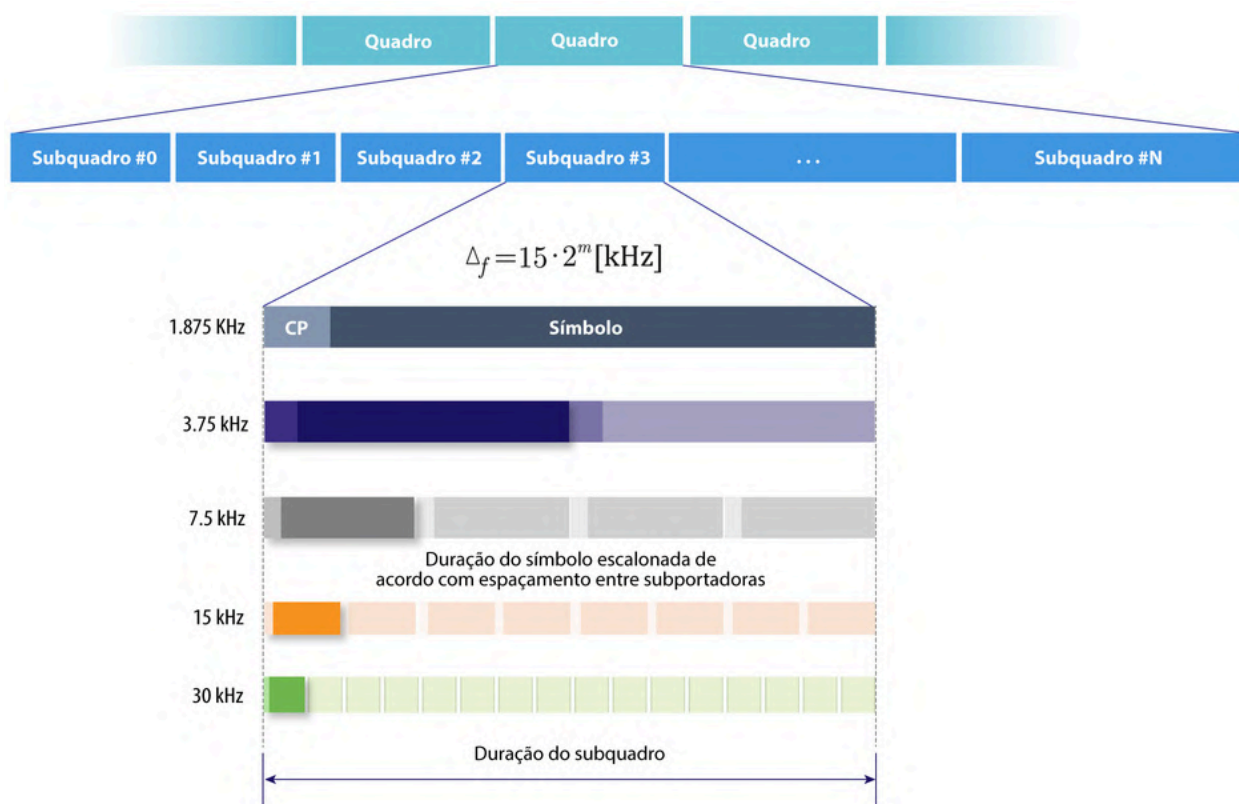 Quadro
Quadro
Quadro
Subquadro #0
Subquadro #1
Subquadro #2
Subquadro #3
...
Subquadro #N
Δf=15·2^m[kHz]
1.875 KHz
CP
Símbolo
3.75 kHz
7.5 kHz
Duração do símbolo escalonada de
acordo com espaçamento entre subportadoras
15 kHz
30 kHz
Duração do subquadro